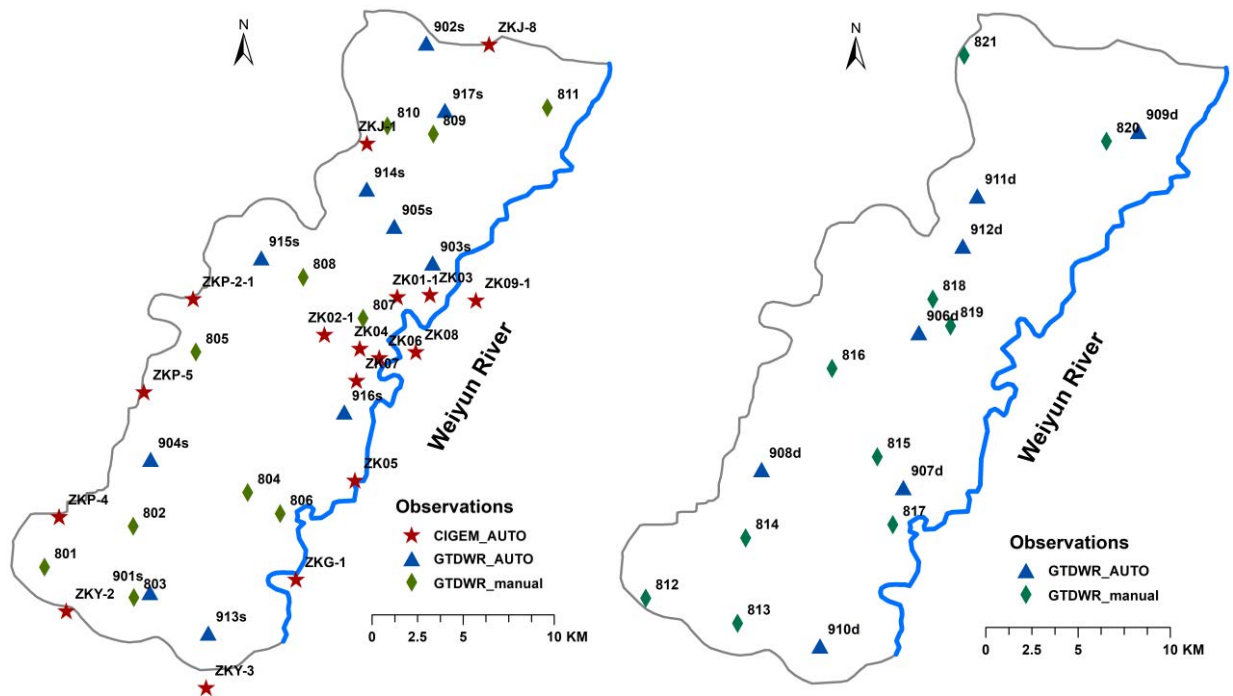 N
902s
ZKJ-8
917s
811
810
809
ZKJ-1
914s
905s
915s
903s
808
ZKP-2-1
ZK01-1
ZK03
ZK09-1
807
ZK02-1
ZK04
ZK06
ZK08
805
ZK07
ZKP-5
916s
Weiyun River
904s
ZK05
804
806
ZKP-4
802
801
901s
803
ZKG-1
ZKY-2
913s
ZKY-3
Observations
CIGEM_AUTO
GTDWR_AUTO
GTDWR_manual
0 2.5 5 10 KM
N
821
909d
820
911d
912d
818
906d
819
816
Weiyun River
815
908d
907d
817
814
812
813
910d
Observations
GTDWR_AUTO
GTDWR_manual
0 2.5 5 10 KM